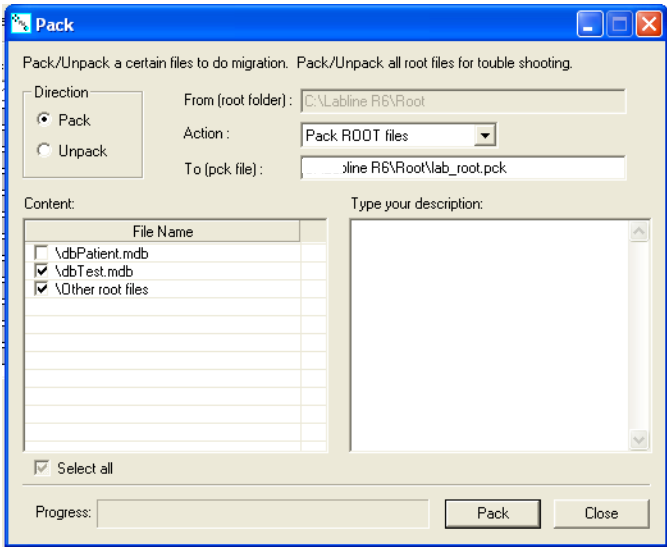 Pack
Pack/Unpack a certain files to do migration. Pack/Unpack all root files for touble shooting.
Direction
Pack
Unpack
From (root folder) : C:\Labline R6\Root
Action : Pack ROOT files
To (pck file) : line R6\Root\lab_root.pck
Content:
Type your description:
File Name
\dbPatient.mdb
\dbTest.mdb
\Other root files
Select all
Progress:
Pack
Close